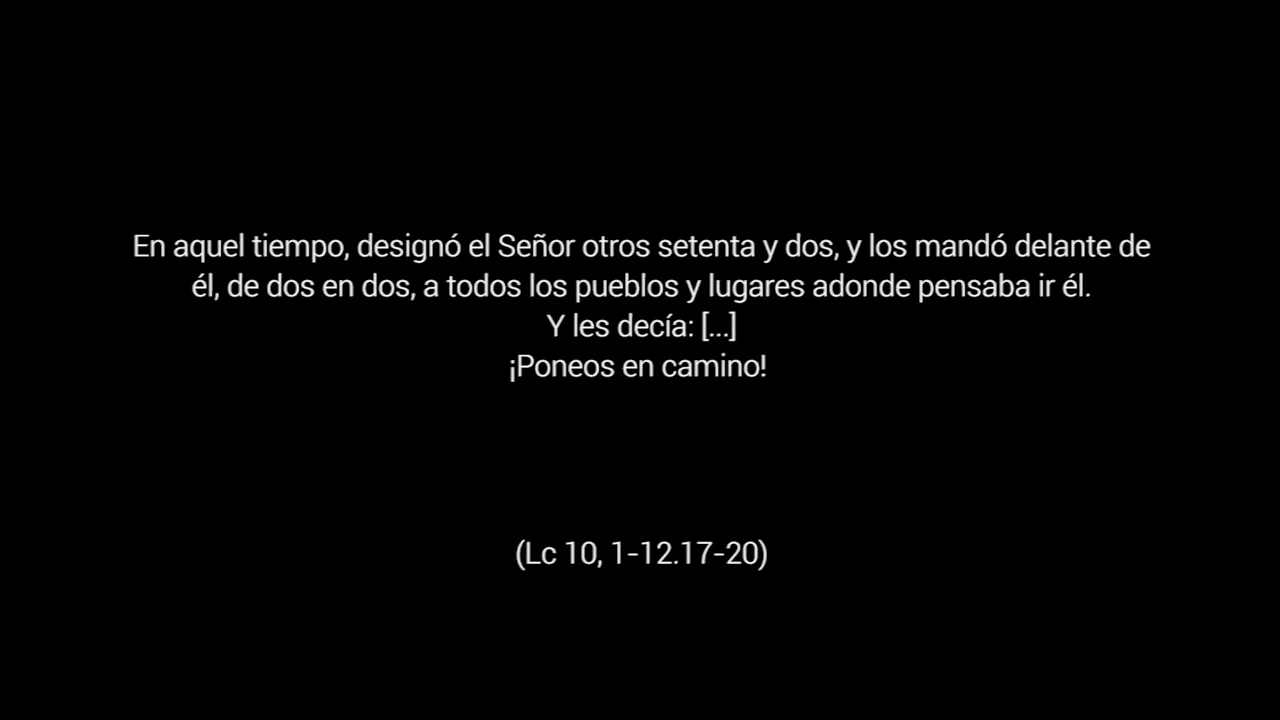 En aquel tiempo, designó el Señor otros setenta y dos, y los mandó delante de
él, de dos en dos, a todos los pueblos y lugares adonde pensaba ir él.
Y les decía: [...]
¡Poneos en camino!
(Lc 10, 1-12.17-20)